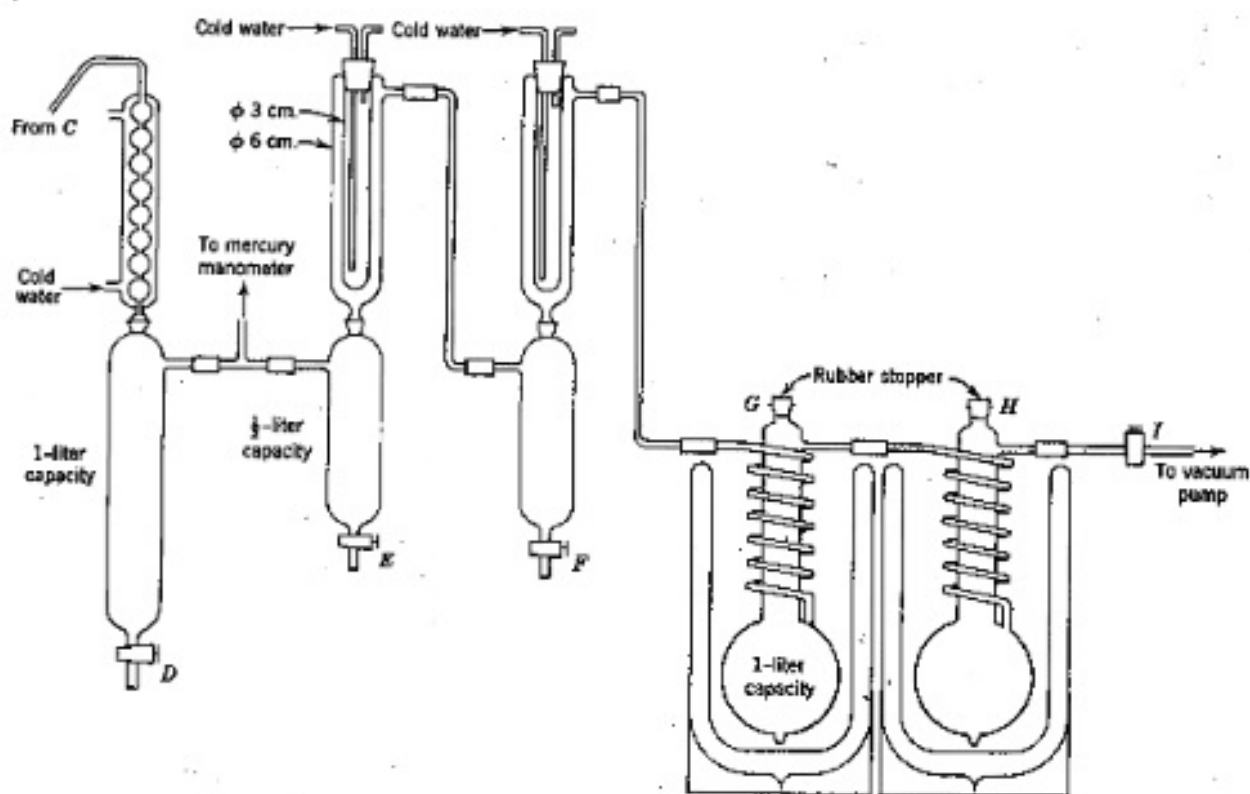 Cold water
Cold water
From C
ϕ 3 cm.
ϕ 6 cm.
To mercury
manometer
Cold
water
1-liter
capacity
½-liter
capacity
D
E
F
Rubber stopper
G
H
I
To vacuum
pump
1-liter
capacity